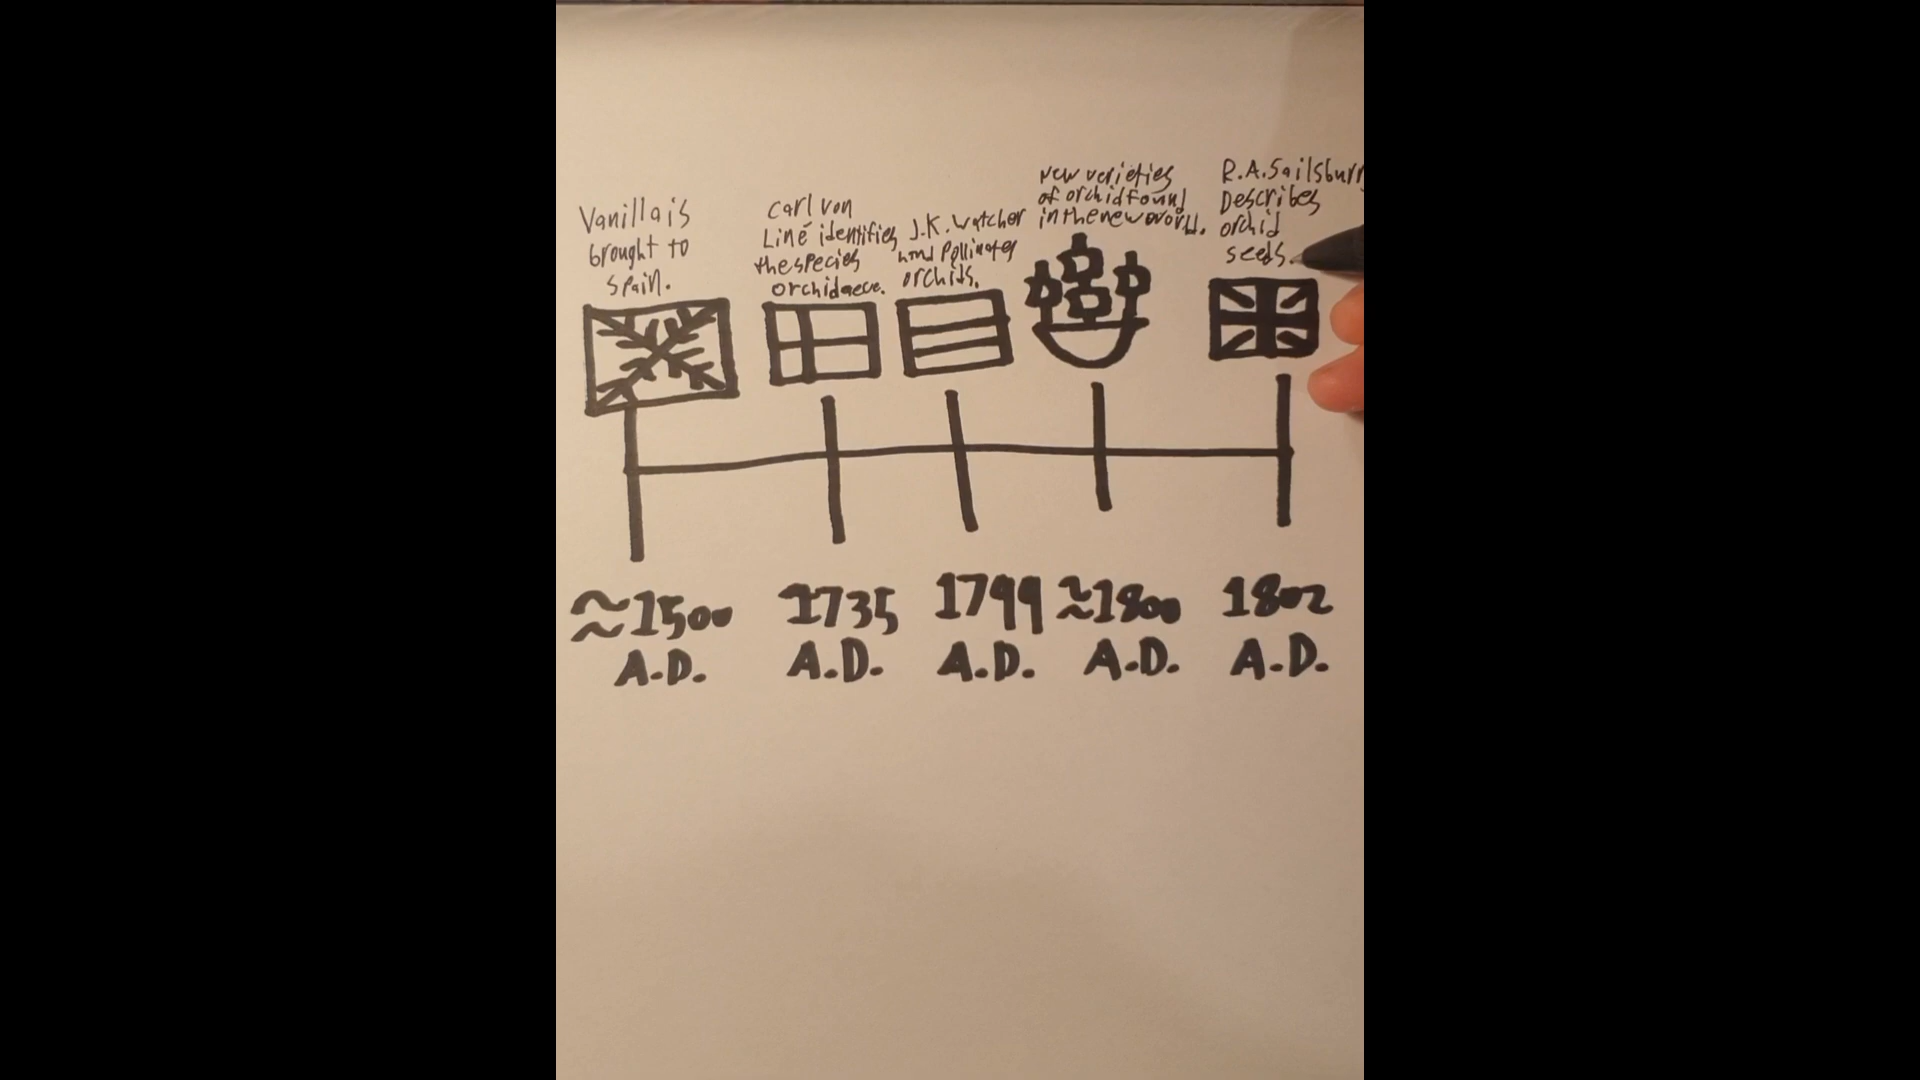 Vanilla is
brought to
spain.
Carl von
Liné identifies
the species
orchidaece.
J.K. Watcher
hand pollinates
orchids.
New verieties
of orchid found
in the new world.
R.A. Sailsbury
Describes
orchid
seeds.
≈1500
A.D.
1735
A.D.
1799
A.D.
≈1800
A.D.
1802
A.D.